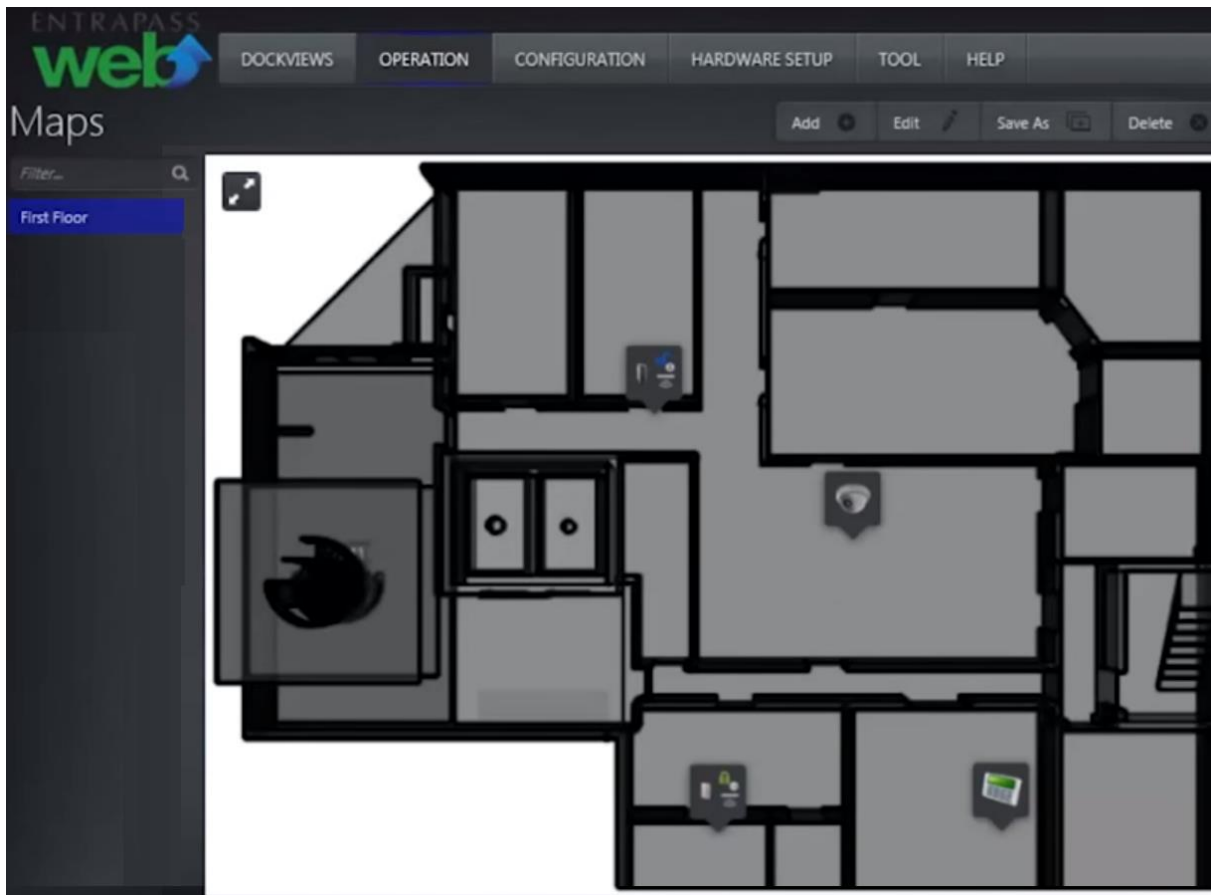 ENTRAPASS
web
DOCKVIEWS OPERATION CONFIGURATION HARDWARE SETUP TOOL HELP
Maps
Add Edit Save As Delete
Filter...
First Floor